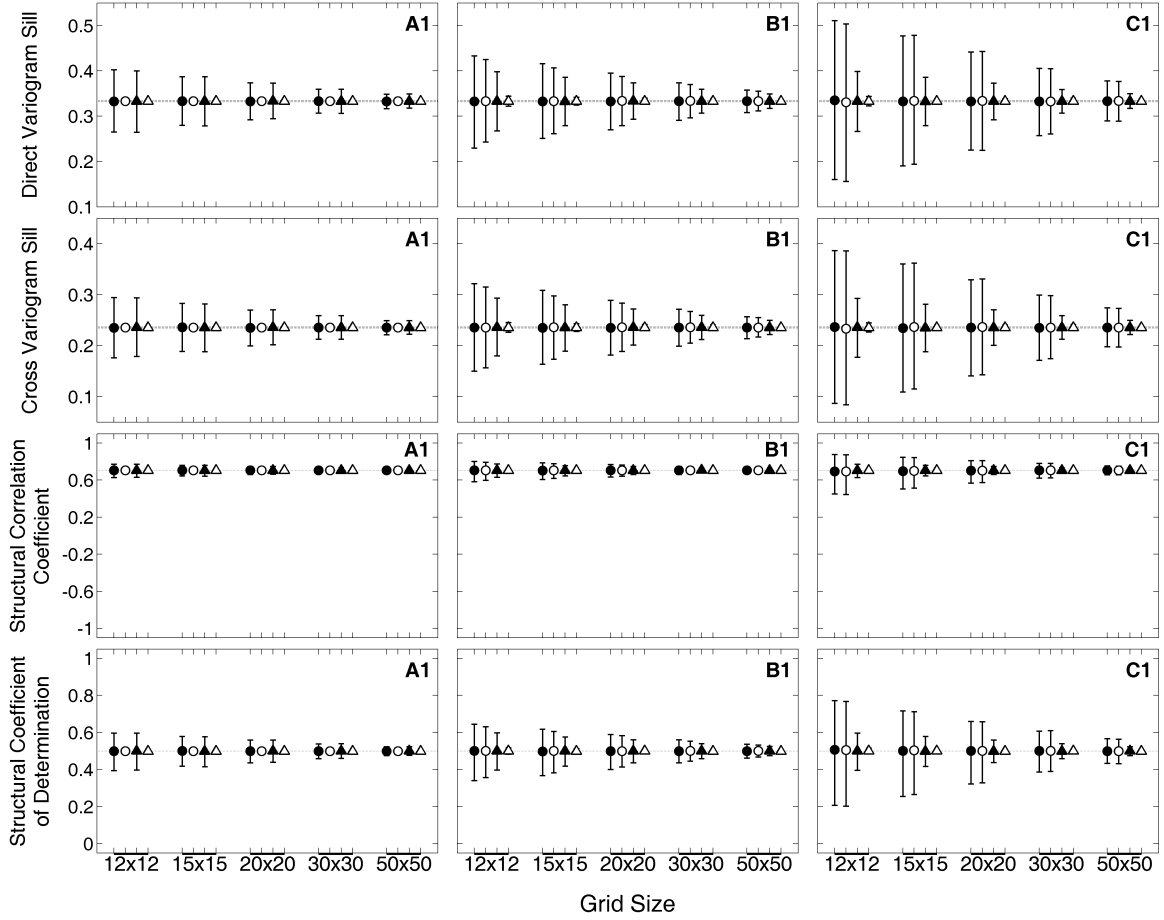 Direct Variogram Sill
0.5
0.4
0.3
0.2
0.1
A1
B1
C1
Cross Variogram Sill
0.4
0.3
0.2
0.1
A1
B1
C1
Structural Correlation
Coefficient
1
0.6
-0.2
-0.6
-1
A1
B1
C1
Structural Coefficient
of Determination
1
0.8
0.6
0.4
0.2
0
A1
B1
C1
12x12 15x15 20x20 30x30 50x50
12x12 15x15 20x20 30x30 50x50
12x12 15x15 20x20 30x30 50x50
Grid Size